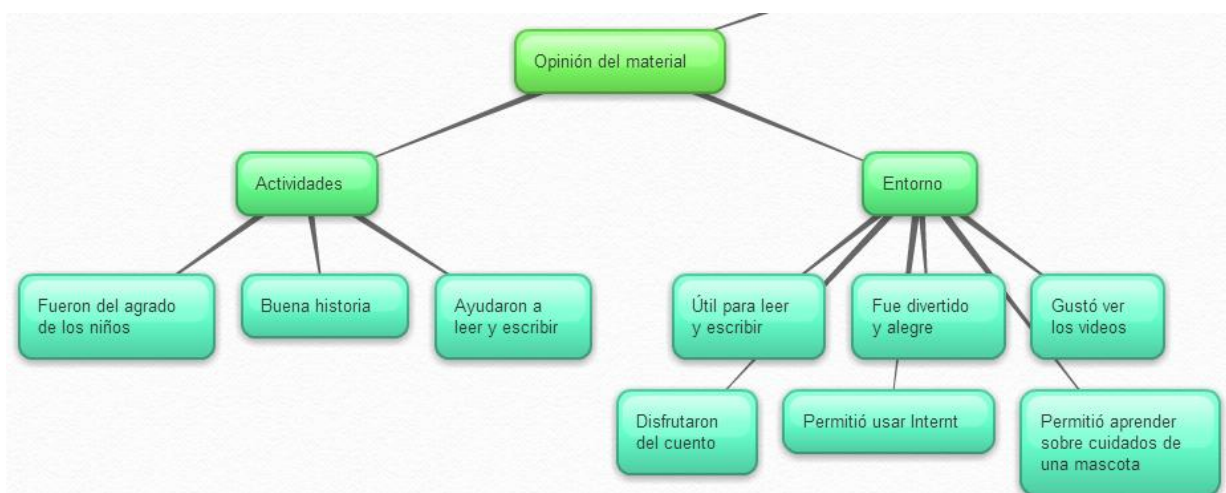 Opinión del material
Actividades
Entorno
Fueron del agrado
de los niños
Buena historia
Ayudaron a
leer y escribir
Útil para leer
y escribir
Fue divertido
y alegre
Gustó ver
los videos
Disfrutaron
del cuento
Permitió usar Internt
Permitió aprender
sobre cuidados de
una mascota